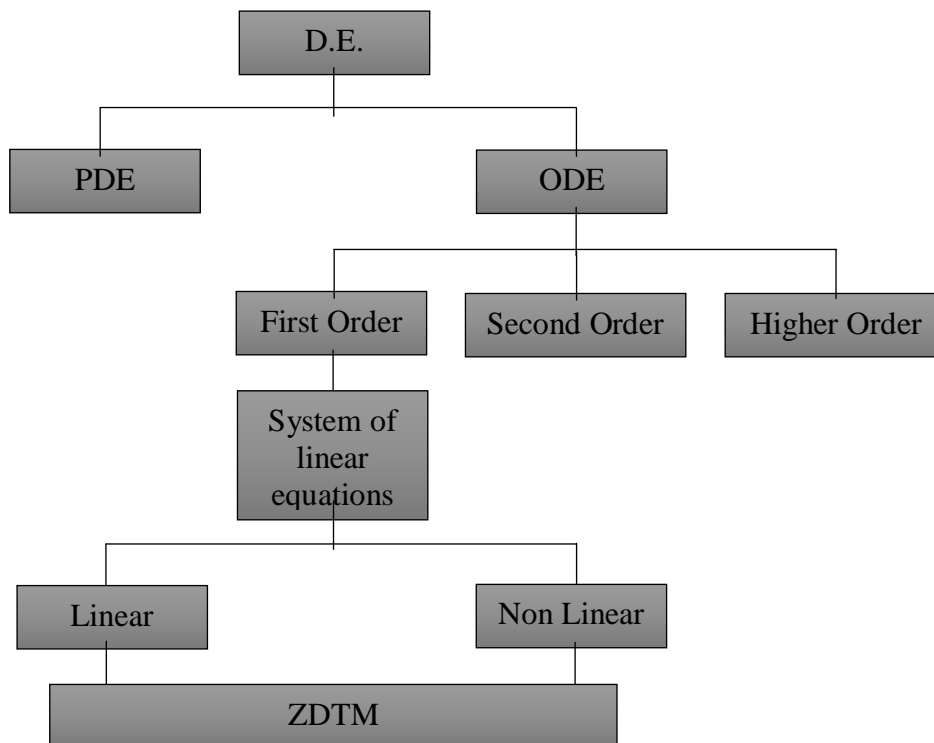 D.E.
PDE
ODE
First Order
Second Order
Higher Order
System of
linear
equations
Linear
Non Linear
ZDTM